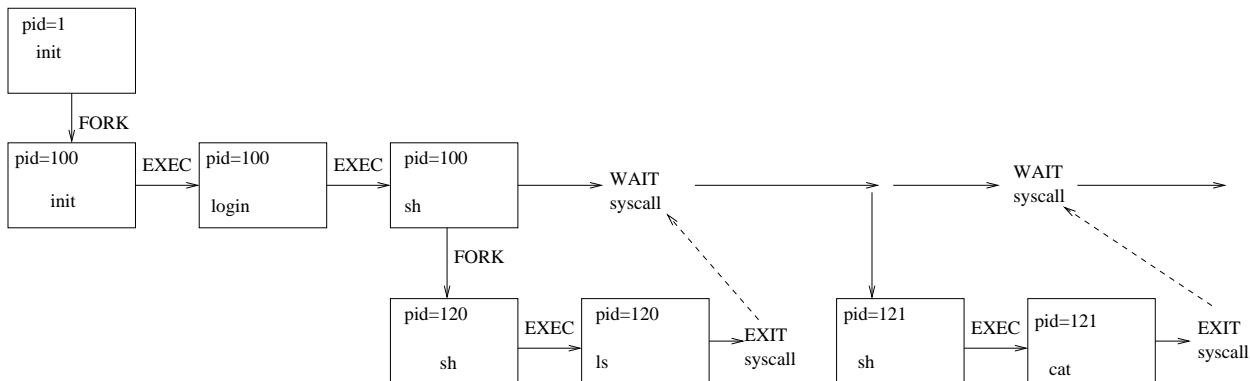 pid=1
init
FORK
pid=100
init
EXEC
pid=100
login
EXEC
pid=100
sh
WAIT
syscall
WAIT
syscall
FORK
pid=120
sh
EXEC
pid=120
ls
EXIT
syscall
pid=121
sh
EXEC
pid=121
cat
EXIT
syscall